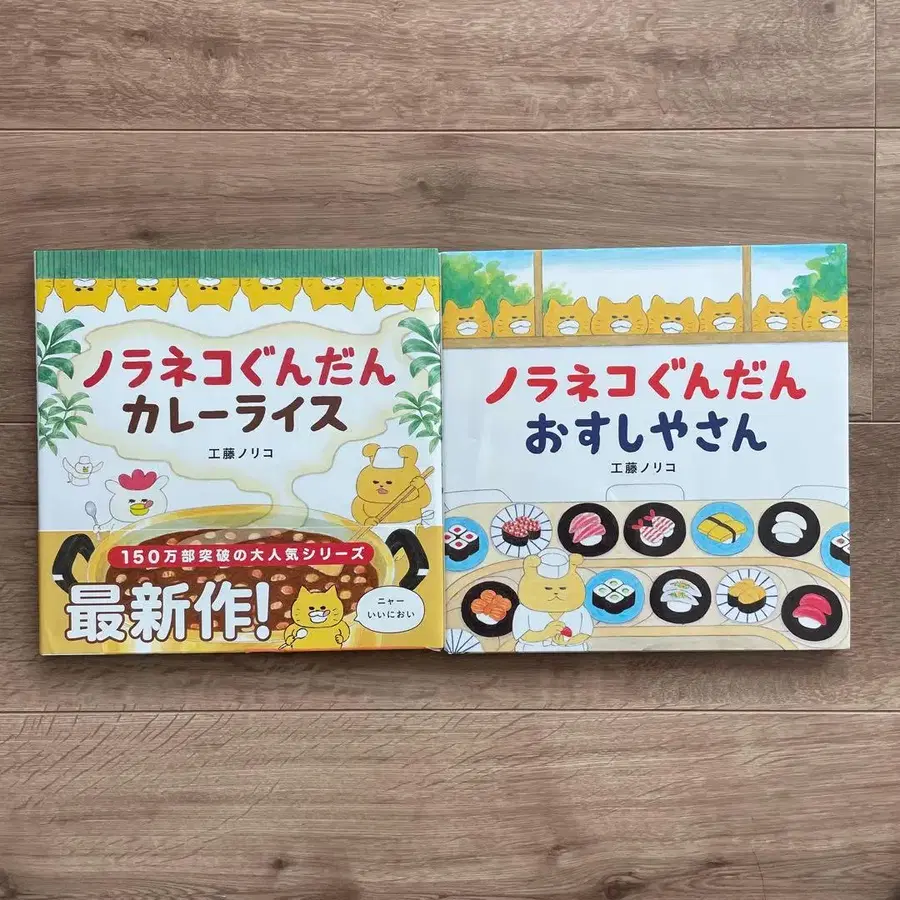 ノラネコぐんだん
カレーライス
工藤ノリコ
150万部突破の大人気シリーズ
最新作!
ニャー
いいにおい
ノラネコぐんだん
おすしやさん
工藤ノリコ